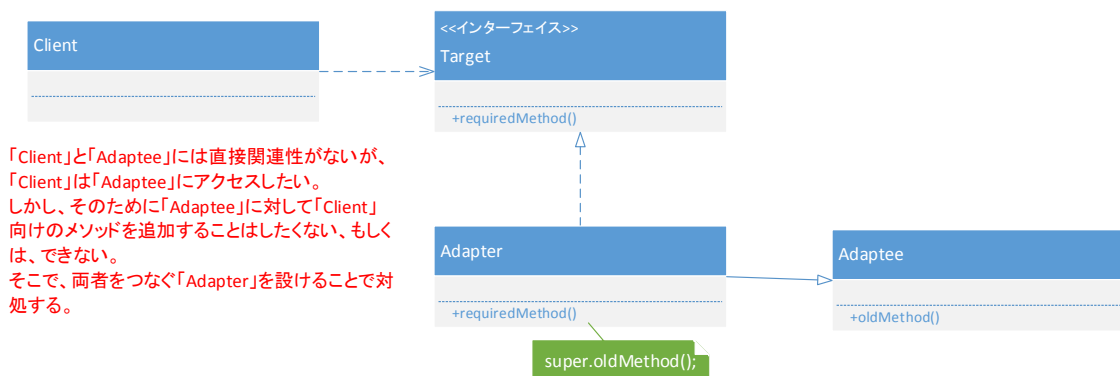 Client
<<インターフェイス>>
Target
+requiredMethod()
「Client」と「Adaptee」には直接関連性がないが、
「Client」は「Adaptee」にアクセスしたい。
しかし、そのために「Adaptee」に対して「Client」
向けのメソッドを追加することはしたくない、もしく
は、できない。
そこで、両者をつなぐ「Adapter」を設けることで対
処する。
Adapter
+requiredMethod()
super.oldMethod();
Adaptee
+oldMethod()